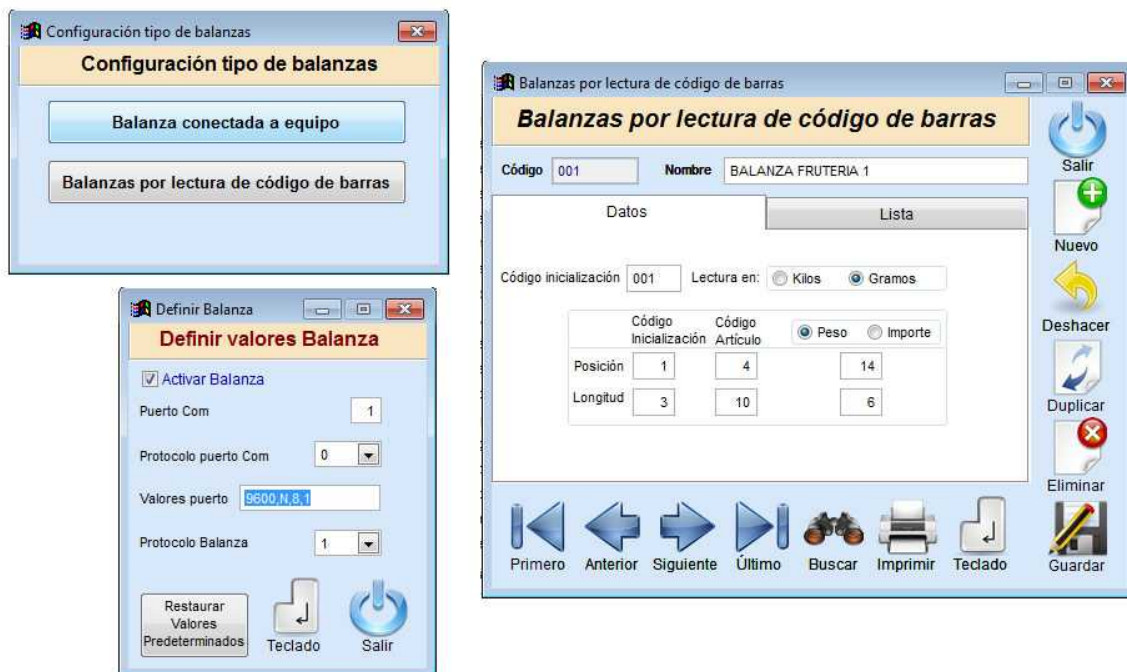 Configuración tipo de balanzas
Configuración tipo de balanzas
Balanza conectada a equipo
Balanzas por lectura de código de barras
Definir Balanza
Definir valores Balanza
Activar Balanza
Puerto Com 1
Protocolo puerto Com 0
Valores puerto 9600,N,8,1
Protocolo Balanza 1
Restaurar
Valores
Predeterminados
Teclado
Salir
Balanzas por lectura de código de barras
Balanzas por lectura de código de barras
Código 001 Nombre BALANZA FRUTERIA 1
Datos Lista
Código inicialización 001 Lectura en: Kilos Gramos
Código
Inicialización
Código
Artículo
Peso Importe
Posición 1 4 14
Longitud 3 10 6
Primero Anterior Siguiente Último Buscar Imprimir Teclado
Salir
Nuevo
Deshacer
Duplicar
Eliminar
Guardar